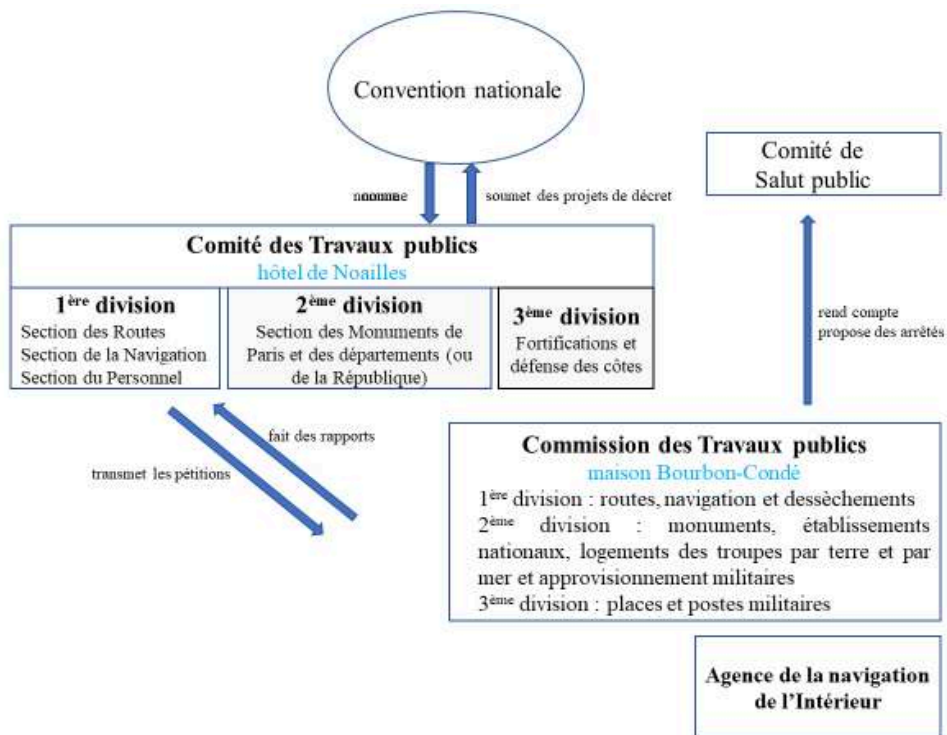 Convention nationale
Comité de
Salut public
nomme
soumet des projets de décret
Comité des Travaux publics
hôtel de Noailles
1ère division
Section des Routes
Section de la Navigation
Section du Personnel
2ème division
Section des Monuments de
Paris et des départements (ou
de la République)
3ème division
Fortifications et
défense des côtes
rend compte
propose des arrêtés
fait des rapports
transmet les pétitions
Commission des Travaux publics
maison Bourbon-Condé
1ère division : routes, navigation et dessèchements
2ème division : monuments, établissements
nationaux, logements des troupes par terre et par
mer et approvisionnement militaires
3ème division : places et postes militaires
Agence de la navigation
de l'Intérieur